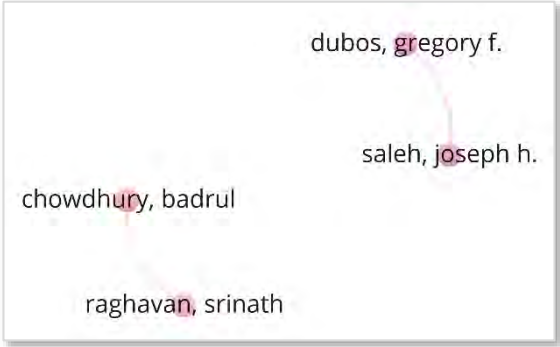 dubos, gregory f.
saleh, joseph h.
chowdhury, badrul
raghavan, srinath